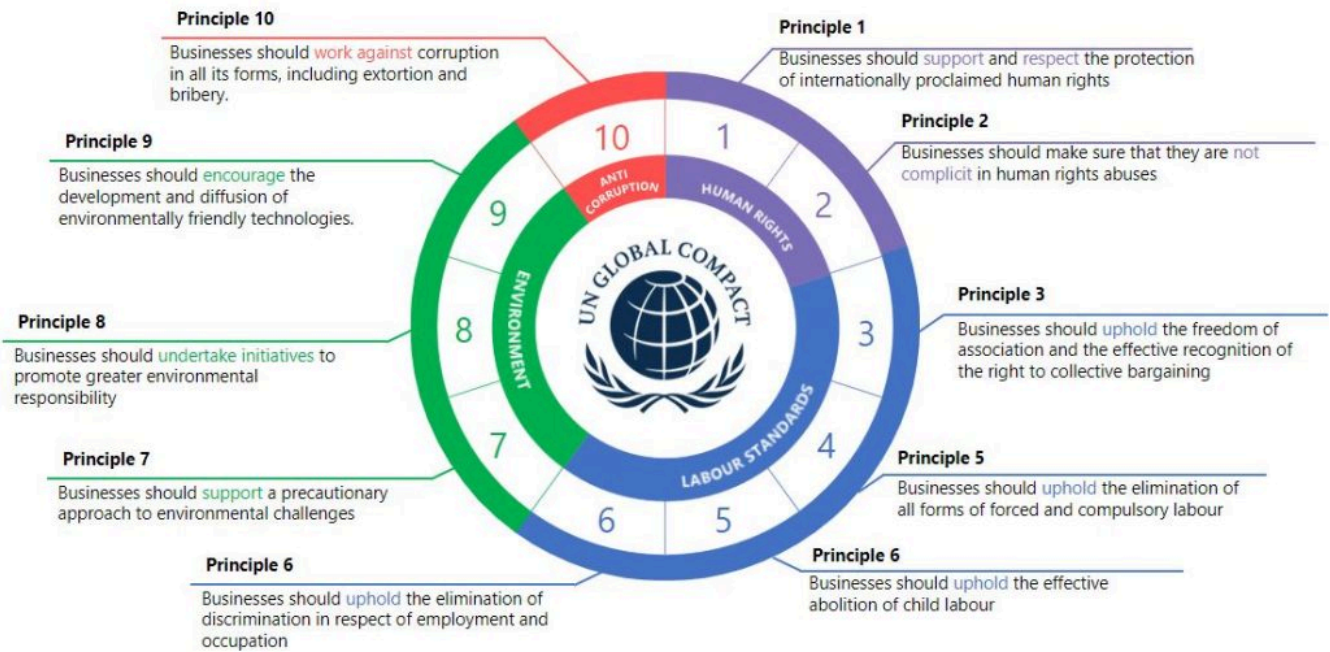 Principle 10
Businesses should work against corruption
in all its forms, including extortion and
bribery.
Principle 1
Businesses should support and respect the protection
of internationally proclaimed human rights
Principle 2
Businesses should make sure that they are not
complicit in human rights abuses
Principle 3
Businesses should uphold the freedom of
association and the effective recognition of
the right to collective bargaining
Principle 5
Businesses should uphold the elimination of
all forms of forced and compulsory labour
Principle 6
Businesses should uphold the effective
abolition of child labour
Principle 6
Businesses should uphold the elimination of
discrimination in respect of employment and
occupation
Principle 7
Businesses should support a precautionary
approach to environmental challenges
Principle 8
Businesses should undertake initiatives to
promote greater environmental
responsibility
Principle 9
Businesses should encourage the
development and diffusion of
environmentally friendly technologies.
1
2
3
4
5
6
7
8
9
10
HUMAN RIGHTS
LABOUR STANDARDS
ENVIRONMENT
ANTI
CORRUPTION
UN GLOBAL COMPACT